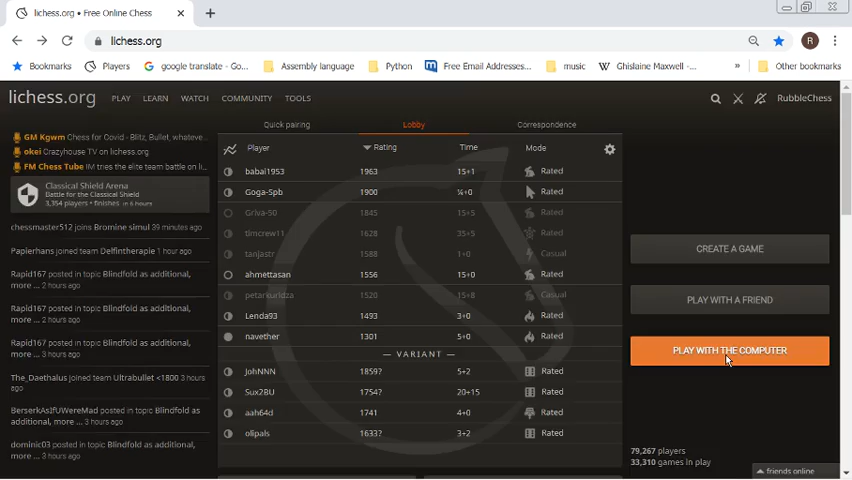 lichess.org • Free Online Chess
lichess.org
R
Bookmarks Players google translate - Go... Assembly language Python Free Email Addresses... music Ghislaine Maxwell -... » Other bookmarks
lichess.org PLAY LEARN WATCH COMMUNITY TOOLS RubbleChess
GM Kgwm Chess for Covid - Blitz, Bullet, whateve...
okei Crazyhouse TV on lichess.org
FM Chess Tube IM tries the elite team battle on li...
Classical Shield Arena
Battle for the Classical Shield
3,354 players • finishes in 6 hours
chessmaster512 joins Bromine simul 39 minutes ago
Papierhans joined team Delfintherapie 1 hour ago
Rapid167 posted in topic Blindfold as additional,
more ... 2 hours ago
Rapid167 posted in topic Blindfold as additional,
more ... 2 hours ago
Rapid167 posted in topic Blindfold as additional,
more ... 3 hours ago
The_Daethalus joined team Ultrabullet <1800 3
hours ago
BerserkAsIfUWereMad posted in topic Blindfold as
additional, more ... 3 hours ago
dominic03 posted in topic Blindfold as additional,
more ... 3 hours ago
Quick pairing Lobby Correspondence
Player Rating Time Mode
babai1953 1963 15+1 Rated
Goga-Spb 1900 ¼+0 Rated
Griva-50 1845 15+5 Rated
timcrew11 1628 35+5 Rated
tanjastr 1588 1+0 Casual
ahmettasan 1556 15+0 Rated
petarkuridza 1520 15+8 Casual
Lenda93 1493 3+0 Rated
navether 1301 5+0 Rated
— VARIANT —
JohNNN 1859? 5+2 Rated
Sux2BU 1754? 20+15 Rated
aah64d 1741 4+0 Rated
olipals 1633? 3+2 Rated
CREATE A GAME
PLAY WITH A FRIEND
PLAY WITH THE COMPUTER
79,267 players
33,310 games in play
friends online